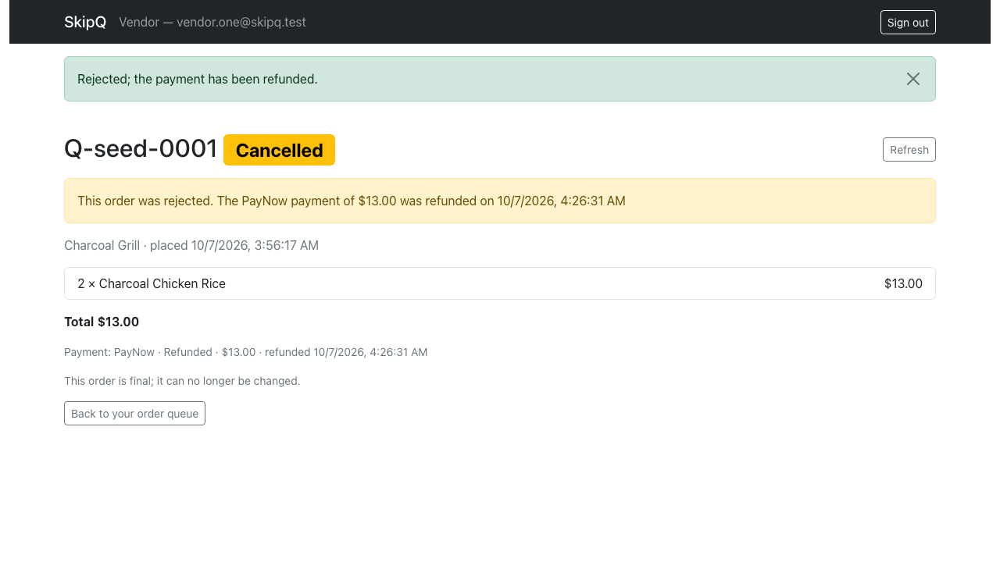 SkipQ Vendor — vendor.one@skipq.test Sign out
Rejected; the payment has been refunded.
Q-seed-0001 Cancelled Refresh
This order was rejected. The PayNow payment of $13.00 was refunded on 10/7/2026, 4:26:31 AM
Charcoal Grill · placed 10/7/2026, 3:56:17 AM
2 × Charcoal Chicken Rice $13.00
Total $13.00
Payment: PayNow · Refunded · $13.00 · refunded 10/7/2026, 4:26:31 AM
This order is final; it can no longer be changed.
Back to your order queue